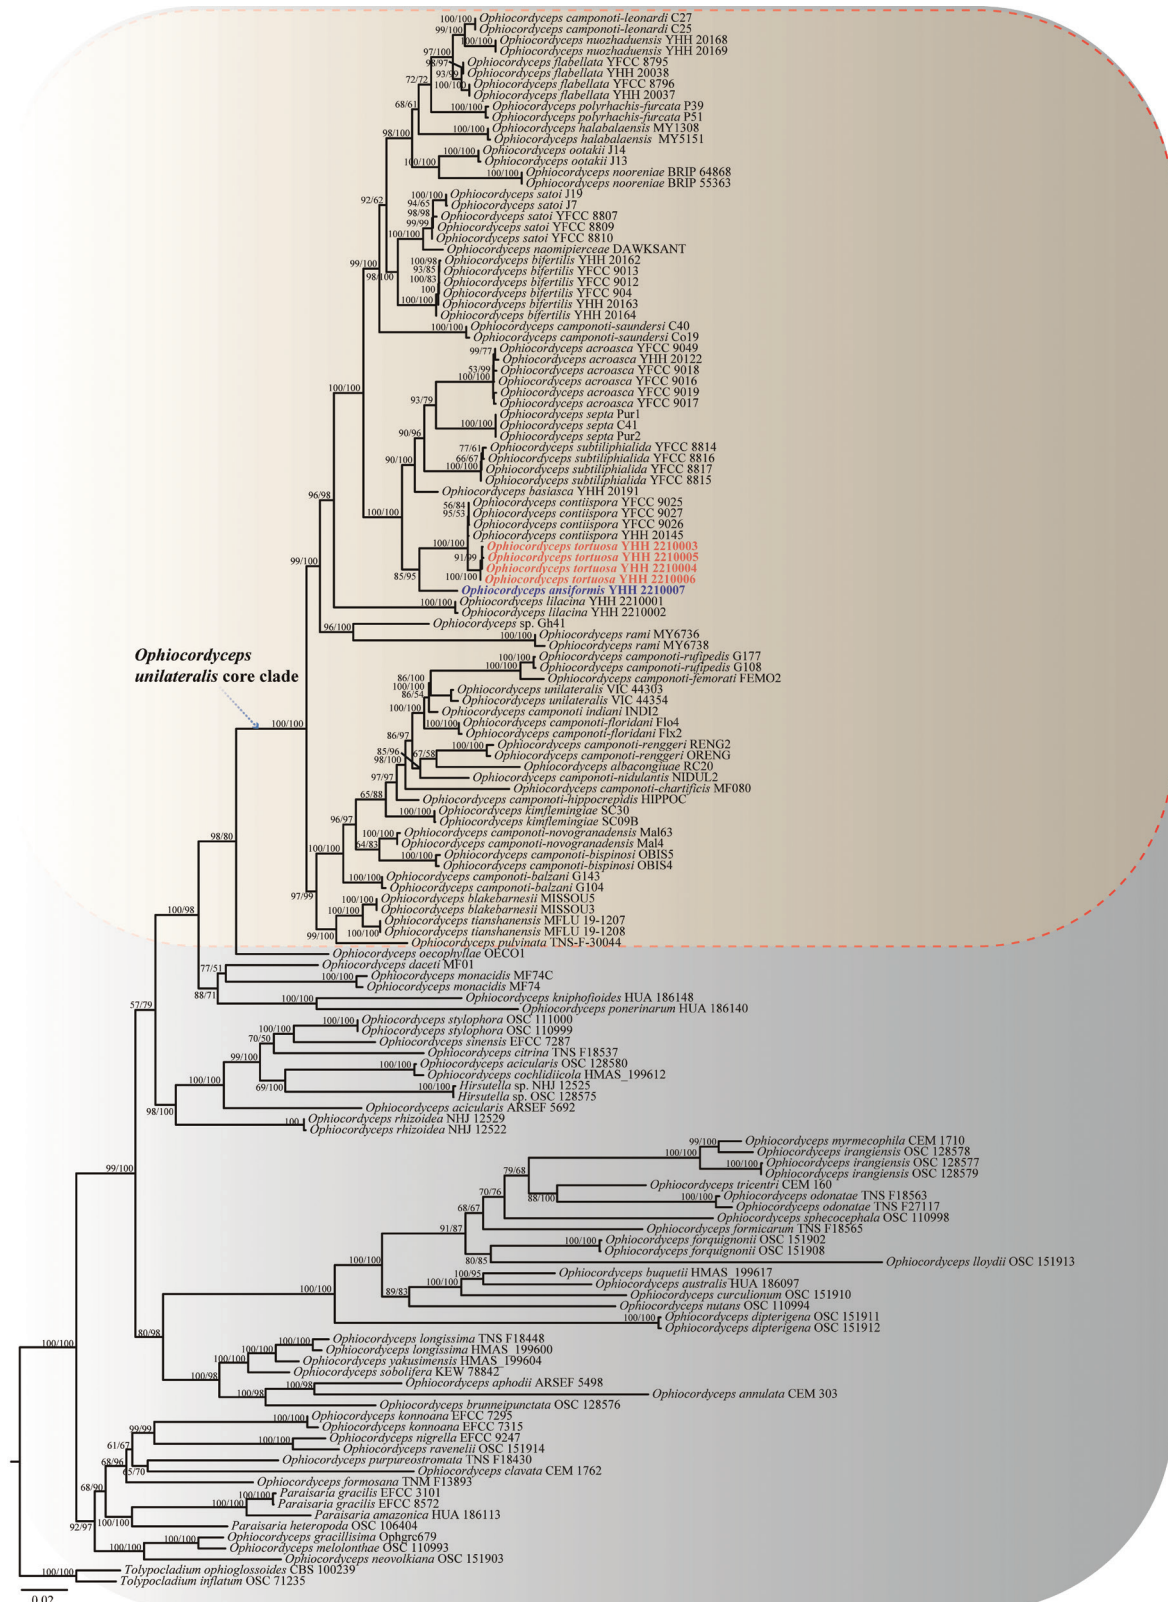 100/100
Ophiocordyceps camponoti-leonardi C27
99/100
Ophiocordyceps camponoti-leonardi C25
100/100
Ophiocordyceps nuozhaduensis YHH 20168
97/100
Ophiocordyceps nuozhaduensis YHH 20169
98/97
Ophiocordyceps flabellata YFCC 8795
93/99
Ophiocordyceps flabellata YHH 20038
72/72
100/100
Ophiocordyceps flabellata YFCC 8796
Ophiocordyceps flabellata YHH 20037
68/61
100/100
Ophiocordyceps polyrhachis-furcata P39
Ophiocordyceps polyrhachis-furcata P51
100/100
Ophiocordyceps halabalaensis MY1308
98/100
Ophiocordyceps halabalaensis MY5151
100/100
Ophiocordyceps ootakii J14
100/100
Ophiocordyceps ootakii J13
100/100
Ophiocordyceps nooreniae BRIP 64868
Ophiocordyceps nooreniae BRIP 55363
92/62
100/100
Ophiocordyceps satoi J19
94/65
Ophiocordyceps satoi J7
98/98
Ophiocordyceps satoi YFCC 8807
99/99
Ophiocordyceps satoi YFCC 8809
100/100
Ophiocordyceps satoi YFCC 8810
Ophiocordyceps naomipierceae DAWKSANT
99/100
100/98
Ophiocordyceps bifertilis YHH 20162
93/85
Ophiocordyceps bifertilis YFCC 9013
98/100
100/83
Ophiocordyceps bifertilis YFCC 9012
100
Ophiocordyceps bifertilis YFCC 904
100/100
Ophiocordyceps bifertilis YHH 20163
Ophiocordyceps bifertilis YHH 20164
100/100
Ophiocordyceps camponoti-saundersi C40
Ophiocordyceps camponoti-saundersi Co19
99/77
Ophiocordyceps acroasca YFCC 9049
Ophiocordyceps acroasca YHH 20122
53/99
Ophiocordyceps acroasca YFCC 9018
100/100
Ophiocordyceps acroasca YFCC 9016
100/100
Ophiocordyceps acroasca YFCC 9019
93/79
Ophiocordyceps acroasca YFCC 9017
Ophiocordyceps septa Pur1
100/100
Ophiocordyceps septa C41
90/96
Ophiocordyceps septa Pur2
77/61
Ophiocordyceps subtiliphialida YFCC 8814
66/67
Ophiocordyceps subtiliphialida YFCC 8816
90/100
100/100
Ophiocordyceps subtiliphialida YFCC 8817
Ophiocordyceps subtiliphialida YFCC 8815
Ophiocordyceps basiasca YHH 20191
96/98
56/84
Ophiocordyceps contiispora YFCC 9025
100/100
95/53
Ophiocordyceps contiispora YFCC 9027
Ophiocordyceps contiispora YFCC 9026
Ophiocordyceps contiispora YHH 20145
100/100
Ophiocordyceps tortuosa YHH 2210003
91/99
Ophiocordyceps tortuosa YHH 2210005
99/100
Ophiocordyceps tortuosa YHH 2210004
85/95
100/100
Ophiocordyceps tortuosa YHH 2210006
Ophiocordyceps ansiformis YHH 2210007
100/100
Ophiocordyceps lilacina YHH 2210001
Ophiocordyceps lilacina YHH 2210002
96/100
Ophiocordyceps sp. Gh41
100/100
Ophiocordyceps rami MY6736
Ophiocordyceps rami MY6738
Ophiocordyceps
unilateralis core clade
100/100
Ophiocordyceps camponoti-rufipedis G177
100/100
Ophiocordyceps camponoti-rufipedis G108
86/100
Ophiocordyceps camponoti-femorati FEMO2
100/100
Ophiocordyceps unilateralis VIC 44303
86/54
Ophiocordyceps unilateralis VIC 44354
100/100
Ophiocordyceps camponoti indiani INDI2
100/100
100/100
Ophiocordyceps camponoti-floridani Flo4
Ophiocordyceps camponoti-floridani Flx2
86/97
100/100
Ophiocordyceps camponoti-renggeri RENG2
85/96
67/58
Ophiocordyceps camponoti-renggeri ORENG
98/100
Ophiocordyceps albacongiuae RC20
97/97
Ophiocordyceps camponoti-nidulantis NIDUL2
Ophiocordyceps camponoti-chartificis MF080
65/88
Ophiocordyceps camponoti-hippocrepidis HIPPOC
100/100
Ophiocordyceps kimflemingiae SC30
96/97
Ophiocordyceps kimflemingiae SC09B
98/80
100/100
Ophiocordyceps camponoti-novogranadensis Mal63
64/83
Ophiocordyceps camponoti-novogranadensis Mal4
100/100
100/100
Ophiocordyceps camponoti-bispinosi OBIS5
Ophiocordyceps camponoti-bispinosi OBIS4
100/100
Ophiocordyceps camponoti-balzani G143
Ophiocordyceps camponoti-balzani G104
97/99
100/100
Ophiocordyceps blakebarnesii MISSOU5
100/98
100/100
Ophiocordyceps blakebarnesii MISSOU3
Ophiocordyceps tianshanensis MFLU 19-1207
99/100
100/100
Ophiocordyceps tianshanensis MFLU 19-1208
Ophiocordyceps pulvinata TNS-F-30044
Ophiocordyceps oecophyllae OECO1
77/51
Ophiocordyceps daceti MF01
100/100
Ophiocordyceps monacidis MF74C
88/71
Ophiocordyceps monacidis MF74
100/100
Ophiocordyceps kniphofioides HUA 186148
57/79
Ophiocordyceps ponerinarum HUA 186140
100/100
Ophiocordyceps stylophora OSC 111000
100/100
Ophiocordyceps stylophora OSC 110999
70/50
Ophiocordyceps sinensis EFCC 7287
Ophiocordyceps citrina TNS F18537
99/100
100/100
Ophiocordyceps acicularis OSC 128580
Ophiocordyceps cochlidiicola HMAS_199612
100/100
69/100
100/100
Hirsutella sp. NHJ 12525
Hirsutella sp. OSC 128575
98/100
Ophiocordyceps acicularis ARSEF 5692
100
Ophiocordyceps rhizoidea NHJ 12529
Ophiocordyceps rhizoidea NHJ 12522
99/100
Ophiocordyceps myrmecophila CEM 1710
100/100
Ophiocordyceps irangiensis OSC 128578
99/100
100/100
Ophiocordyceps irangiensis OSC 128577
79/68
Ophiocordyceps irangiensis OSC 128579
Ophiocordyceps tricentri CEM 160
70/76
88/100
100/100
Ophiocordyceps odonatae TNS F18563
Ophiocordyceps odonatae TNS F27117
68/67
Ophiocordyceps sphecocephala OSC 110998
91/87
Ophiocordyceps formicarum TNS F18565
100/100
Ophiocordyceps forquignonii OSC 151902
Ophiocordyceps forquignonii OSC 151908
100/100
80/85
Ophiocordyceps lloydii OSC 151913
100/95
Ophiocordyceps buquetii HMAS_199617
100/100
Ophiocordyceps australis HUA 186097
89/83
Ophiocordyceps curculionum OSC 151910
Ophiocordyceps nutans OSC 110994
100/100
Ophiocordyceps dipterigena OSC 151911
Ophiocordyceps dipterigena OSC 151912
80/98
100/100
Ophiocordyceps longissima TNS F18448
100/100
100/100
Ophiocordyceps longissima HMAS_199600
100/100
Ophiocordyceps yakusimensis HMAS_199604
Ophiocordyceps sobolifera KEW 78842
100/98
100/98
Ophiocordyceps aphodii ARSEF 5498
100/98
Ophiocordyceps annulata CEM 303
Ophiocordyceps brunneipunctata OSC 128576
100/100
Ophiocordyceps konnoana EFCC 7295
99/99
Ophiocordyceps konnoana EFCC 7315
100/100
Ophiocordyceps nigrella EFCC 9247
61/67
Ophiocordyceps ravenelii OSC 151914
68/96
Ophiocordyceps purpureostromata TNS F18430
65/70
Ophiocordyceps clavata CEM 1762
68/90
Ophiocordyceps formosana TNM F13893
100/100
Paraisaria gracilis EFCC 3101
100/100
Paraisaria gracilis EFCC 8572
Paraisaria amazonica HUA 186113
92/97
100/100
Paraisaria heteropoda OSC 106404
100/100
Ophiocordyceps gracillima Ophgrc679
100/100
Ophiocordyceps melolonthae OSC 110993
Ophiocordyceps neovolkiana OSC 151903
100/100
Tolypocladium ophioglossoides CBS 100239
Tolypocladium inflatum OSC 71235
0.02